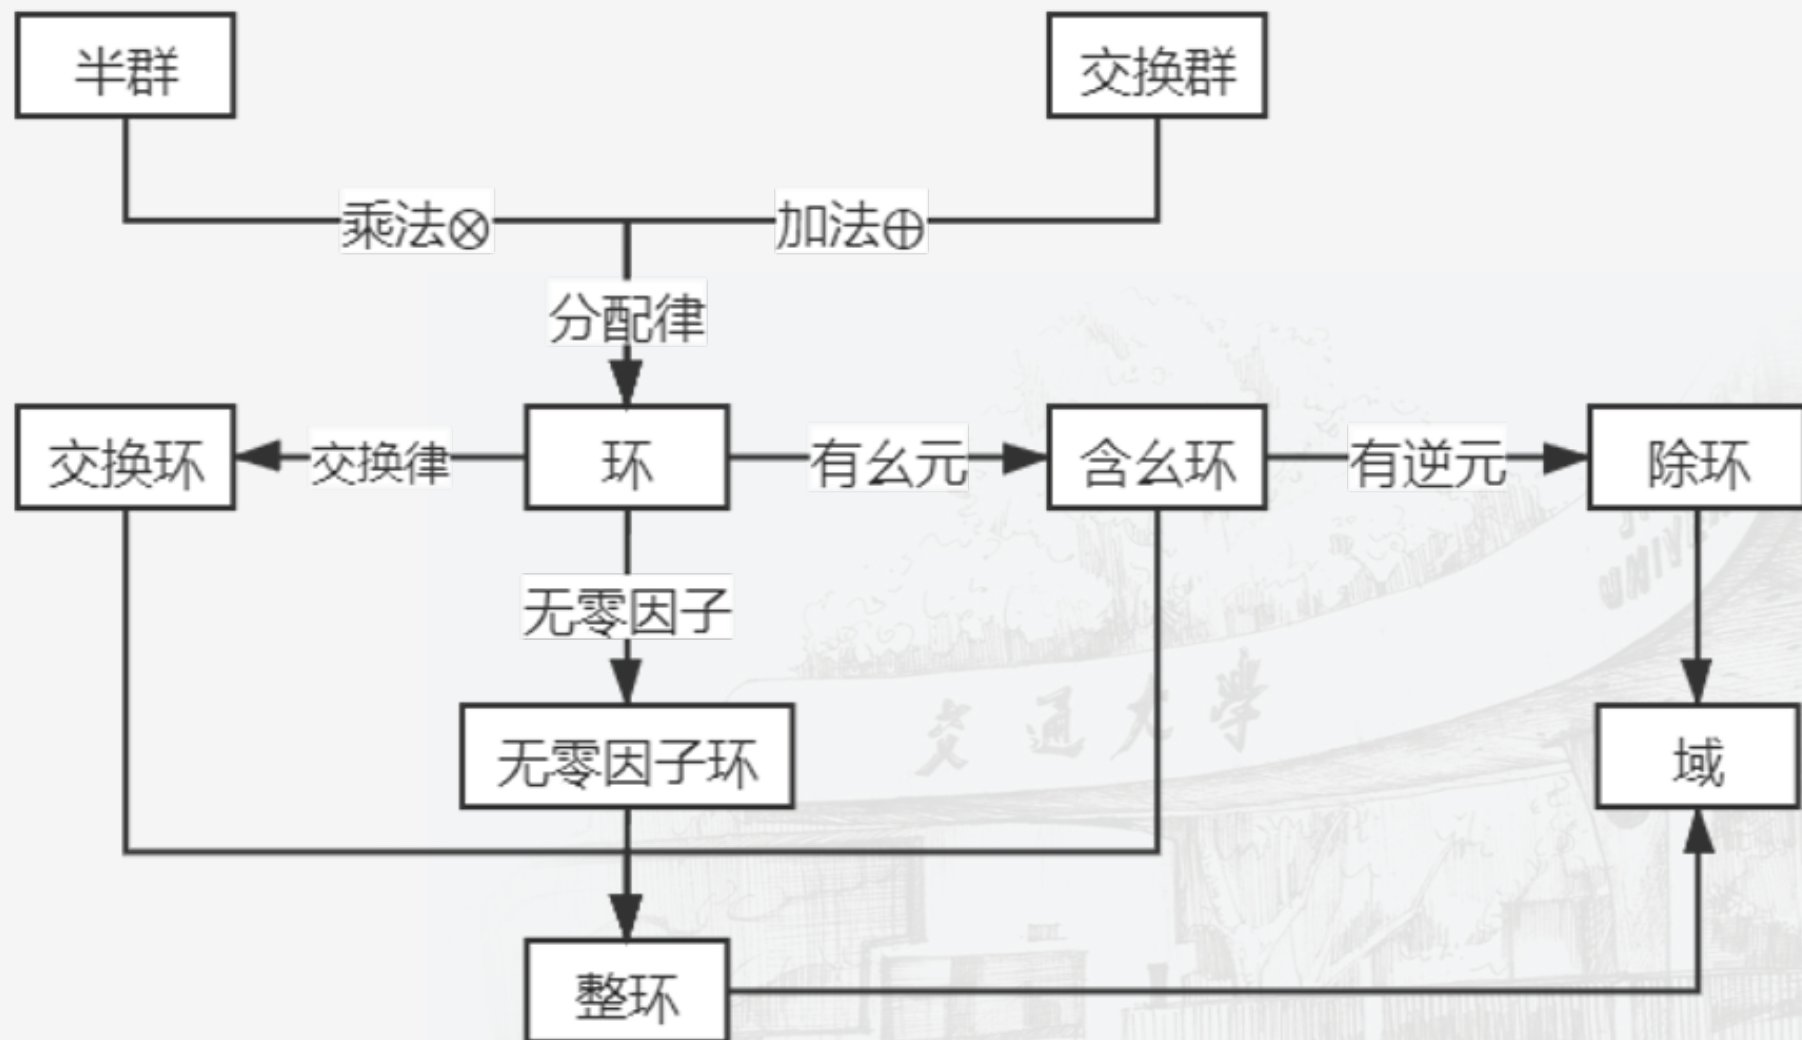 半群
交换群
乘法⊗
加法⊕
分配律
交换环
交换律
环
有幺元
含幺环
有逆元
除环
无零因子
无零因子环
交通大学
域
整环